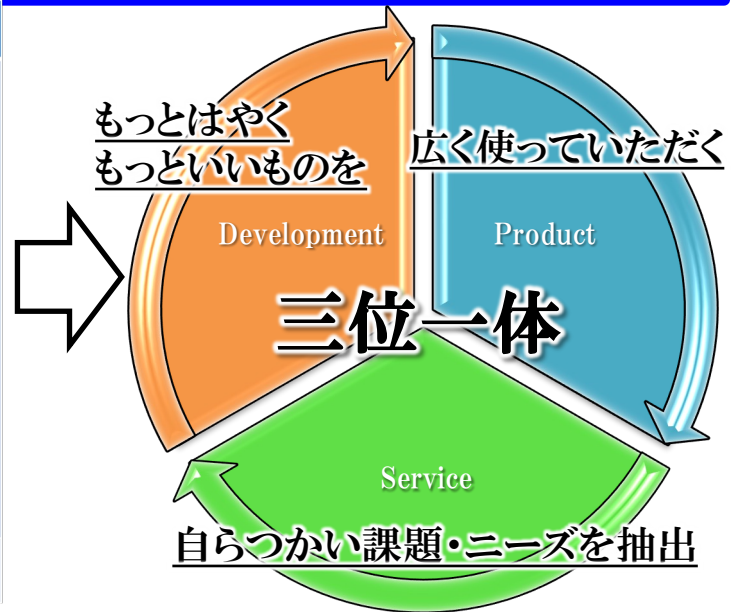 もっとはやく
もっといいものを
広く使っていただく
Development
Product
三位一体
Service
自らつかい課題・ニーズを抽出